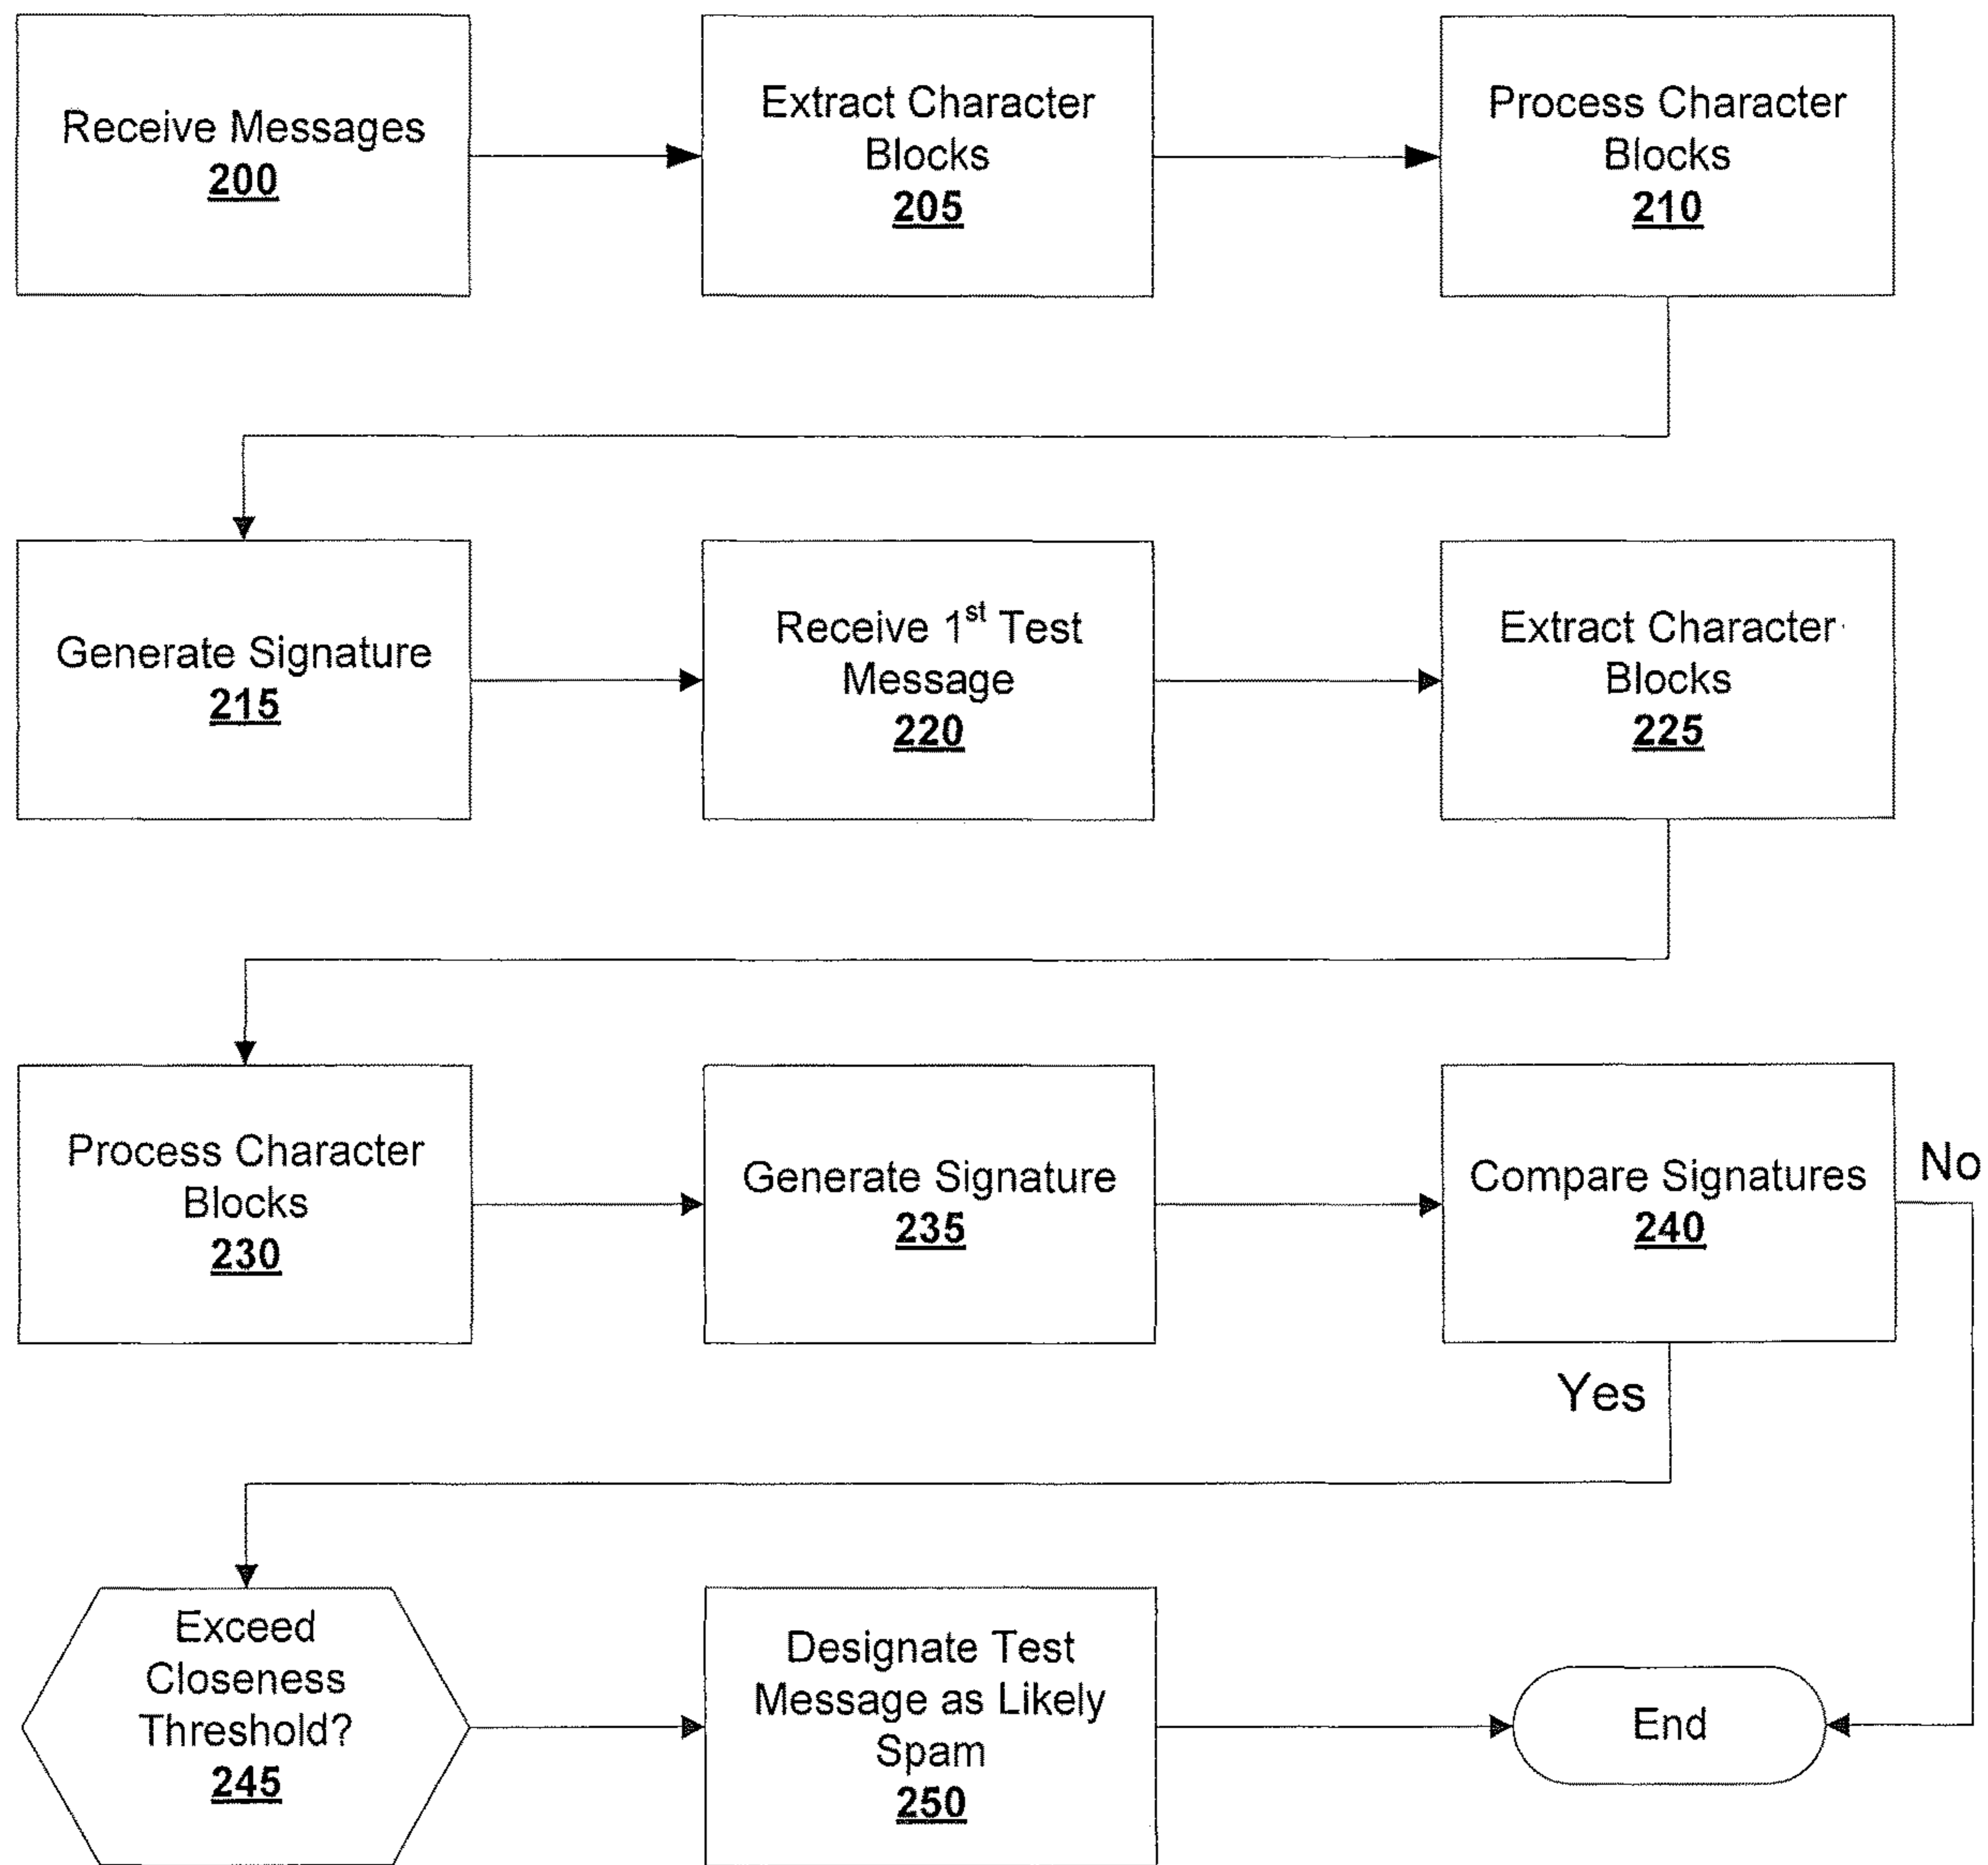 Receive Messages
200
Extract Character
Blocks
205
Process Character
Blocks
210
Generate Signature
215
Receive 1st Test
Message
220
Extract Character
Blocks
225
Process Character
Blocks
230
Generate Signature
235
Compare Signatures
240
No
Yes
Exceed
Closeness
Threshold?
245
Designate Test
Message as Likely
Spam
250
End